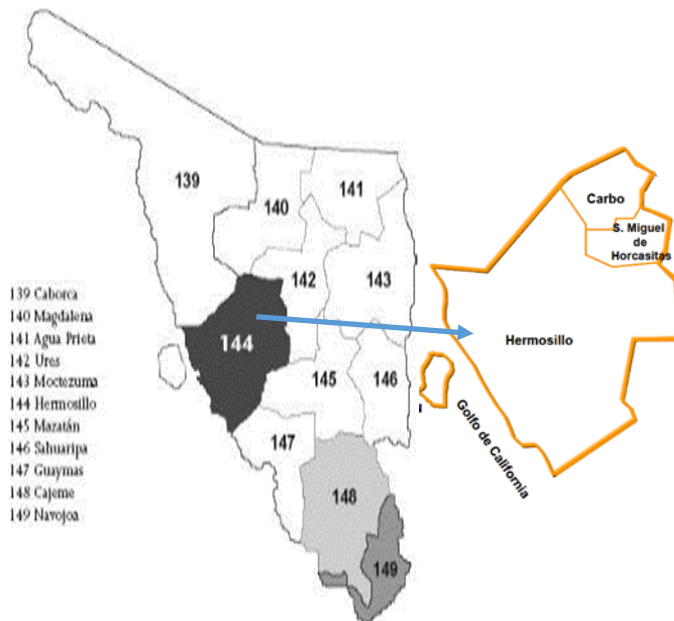 139
140
141
142
143
144
145
146
147
148
149
139 Caborca
140 Magdalena
141 Agua Prieta
142 Ures
143 Moctezuma
144 Hermosillo
145 Mazatán
146 Sahuaripa
147 Guaymas
148 Cajeme
149 Navojoa
Carbo
S. Miguel
de
Horcasitas
Hermosillo
Golfo de California